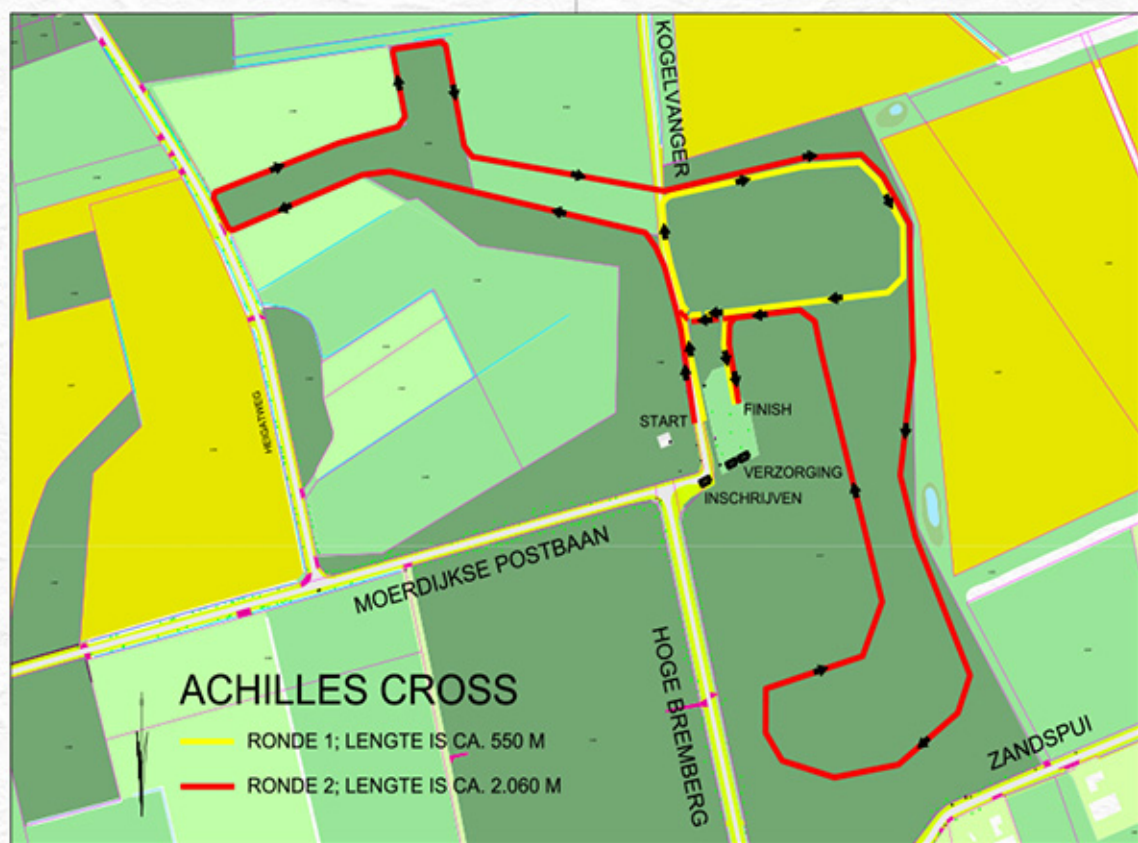 KOGELVANGER
START
FINISH
VERZORGING
INSCHRIJVEN
HEIGATWEG
MOERDIJKSE POSTBAAN
HOGE BREMBERG
ZANDSPUI
ACHILLES CROSS
RONDE 1; LENGTE IS CA. 550 M
RONDE 2; LENGTE IS CA. 2.060 M